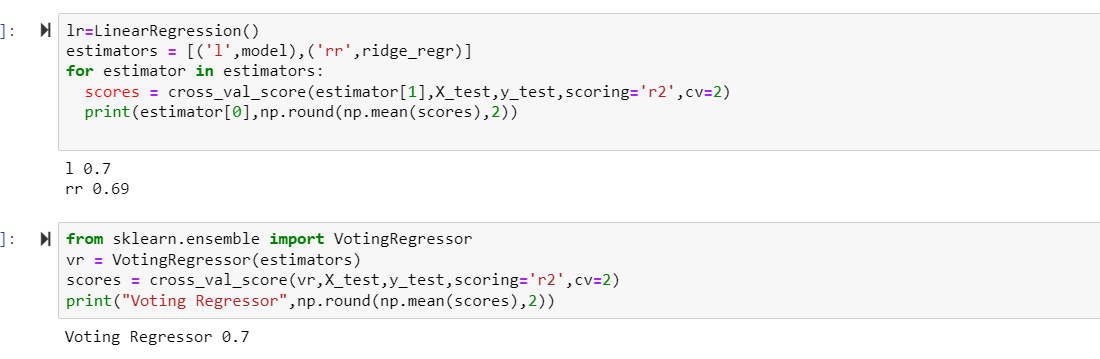 ]:
lr=LinearRegression()
estimators = [('l',model),('rr',ridge_regr)]
for estimator in estimators:
  scores = cross_val_score(estimator[1],X_test,y_test,scoring='r2',cv=2)
  print(estimator[0],np.round(np.mean(scores),2))
l 0.7
rr 0.69
]:
from sklearn.ensemble import VotingRegressor
vr = VotingRegressor(estimators)
scores = cross_val_score(vr,X_test,y_test,scoring='r2',cv=2)
print("Voting Regressor",np.round(np.mean(scores),2))
Voting Regressor 0.7